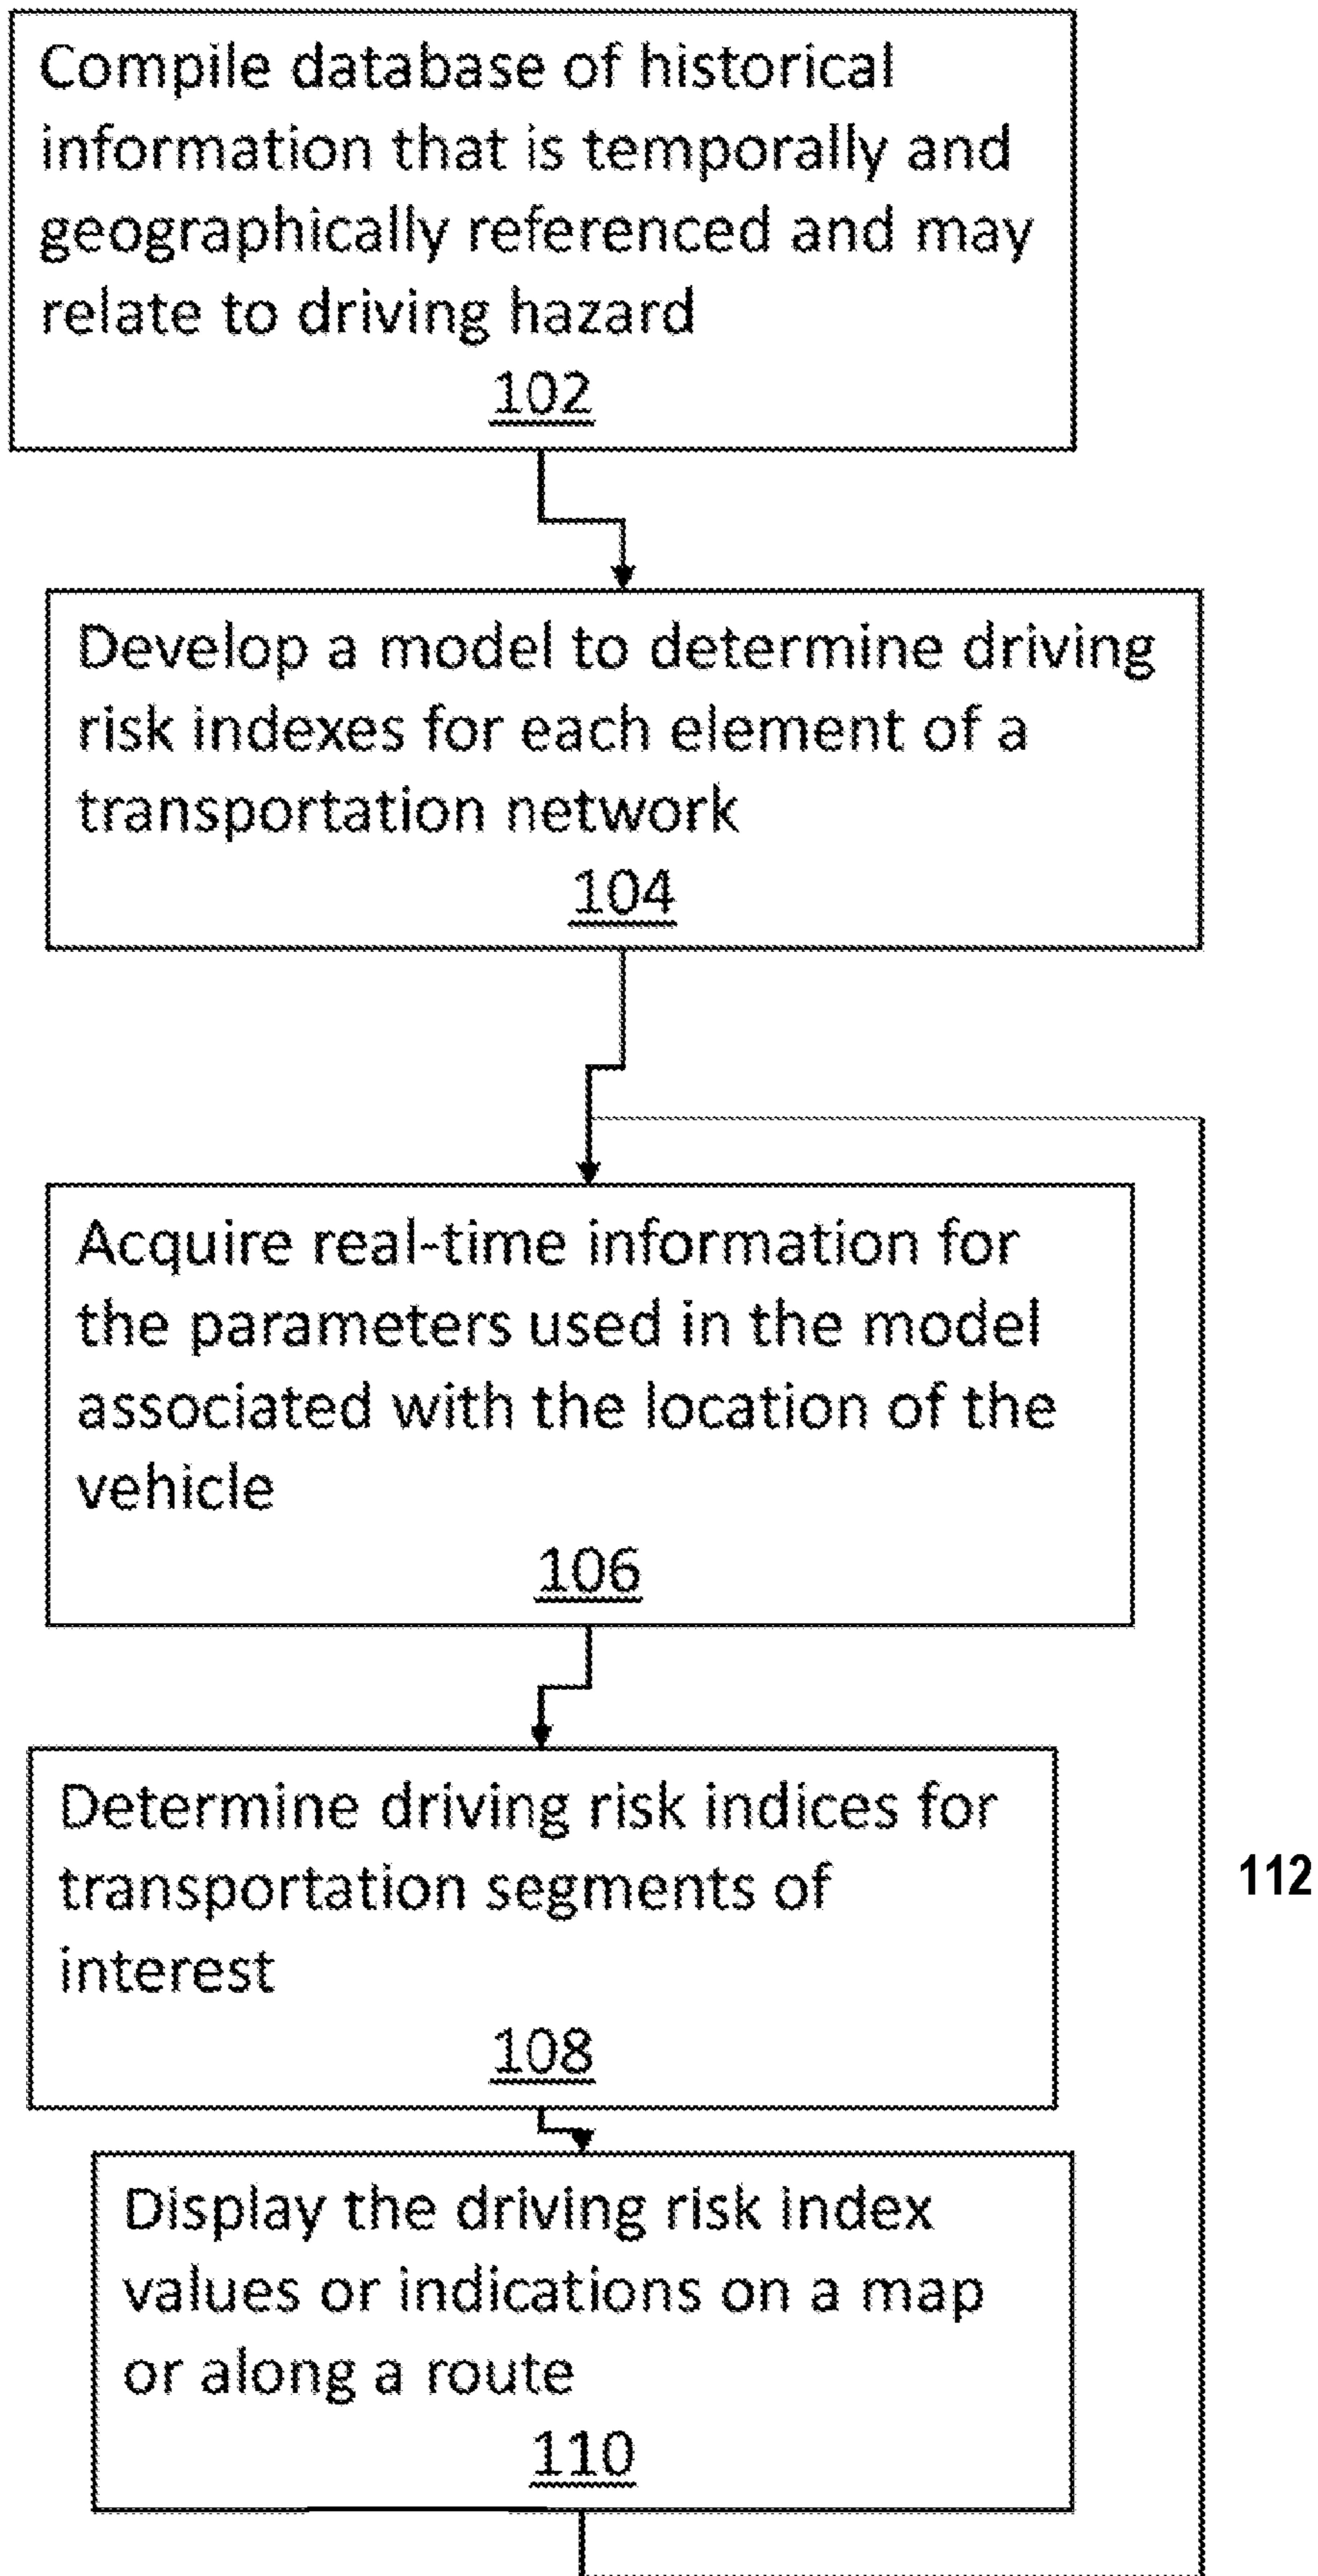 Compile database of historical
information that is temporally and
geographically referenced and may
relate to driving hazard
102
Develop a model to determine driving
risk indexes for each element of a
transportation network
104
Acquire real-time information for
the parameters used in the model
associated with the location of the
vehicle
106
Determine driving risk indices for
transportation segments of
interest
108
112
Display the driving risk index
values or indications on a map
or along a route
110